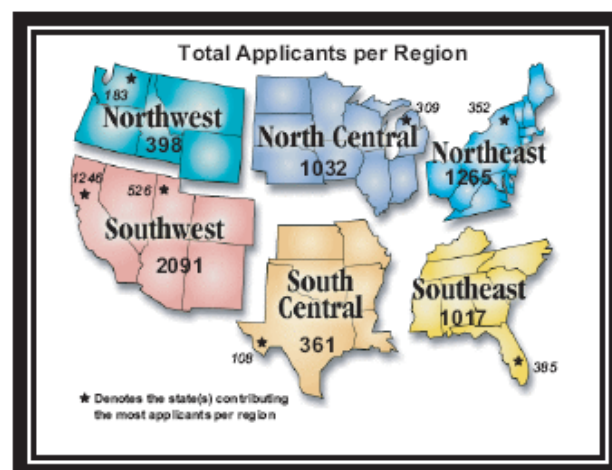 Total Applicants per Region
183
Northwest
398
309
North Central
1032
352
Northeast
1265
1246
526
Southwest
2091
South
Central
361
108
Southeast
1017
385
★ Denotes the state(s) contributing
the most applicants per region